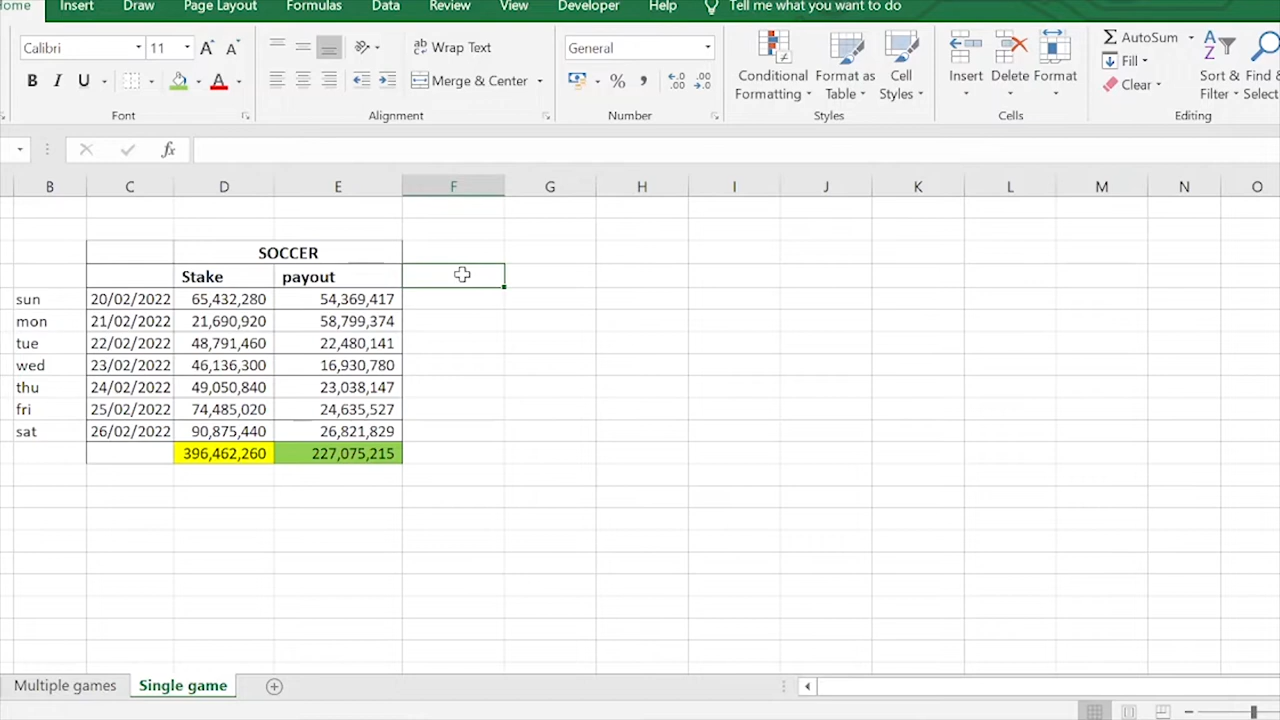 ome Insert Draw Page Layout Formulas Data Review View Developer Help Tell me what you want to do
Calibri 11 A A Wrap Text General AutoSum
B I U A Merge & Center % , Conditional Formatting Format as Table Cell Styles Insert Delete Format Fill Clear Sort & Filter Find Select
Font Alignment Number Styles Cells Editing
fx
B C D E F G H I J K L M N O
SOCCER
Stake payout
sun 20/02/2022 65,432,280 54,369,417
mon 21/02/2022 21,690,920 58,799,374
tue 22/02/2022 48,791,460 22,480,141
wed 23/02/2022 46,136,300 16,930,780
thu 24/02/2022 49,050,840 23,038,147
fri 25/02/2022 74,485,020 24,635,527
sat 26/02/2022 90,875,440 26,821,829
396,462,260 227,075,215
Multiple games Single game